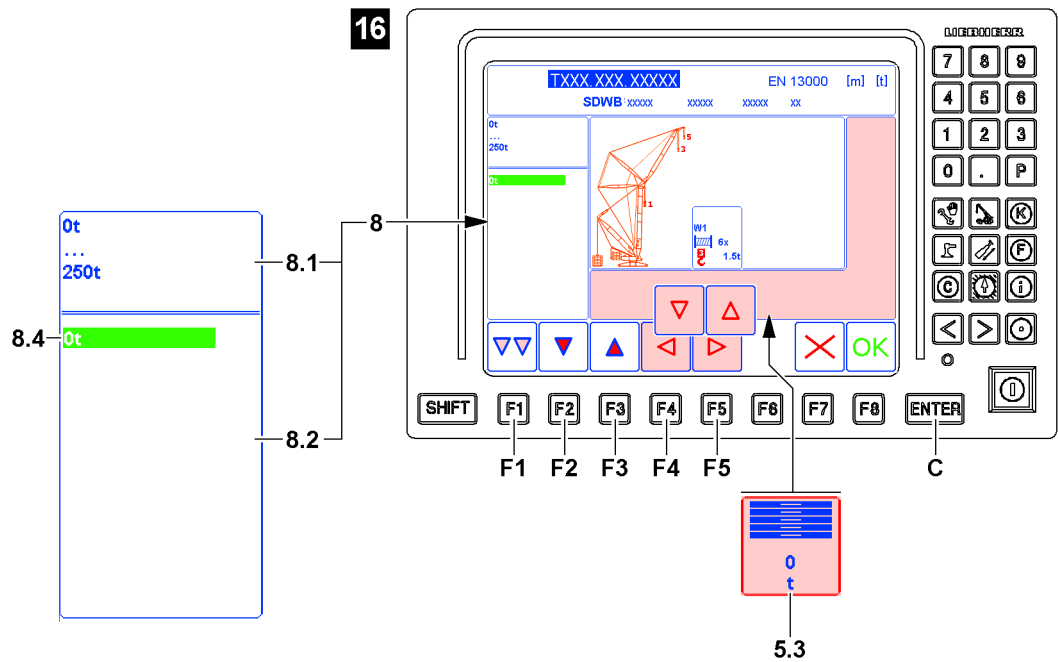 16
LIEBHERR
TXXX.XXX.XXXXX EN 13000 [m] [t]
SDWB xxxxx xxxxx xxxxx xx
0t
...
250t
0t
5
3
1
W1
6x
1.5t
OK
7 8 9
4 5 6
1 2 3
0 . P
K
F
C i
SHIFT F1 F2 F3 F4 F5 F6 F7 F8 ENTER
F1 F2 F3 F4 F5 C
0t
...
250t
0t
8
8.1
8.4
8.2
0
t
5.3